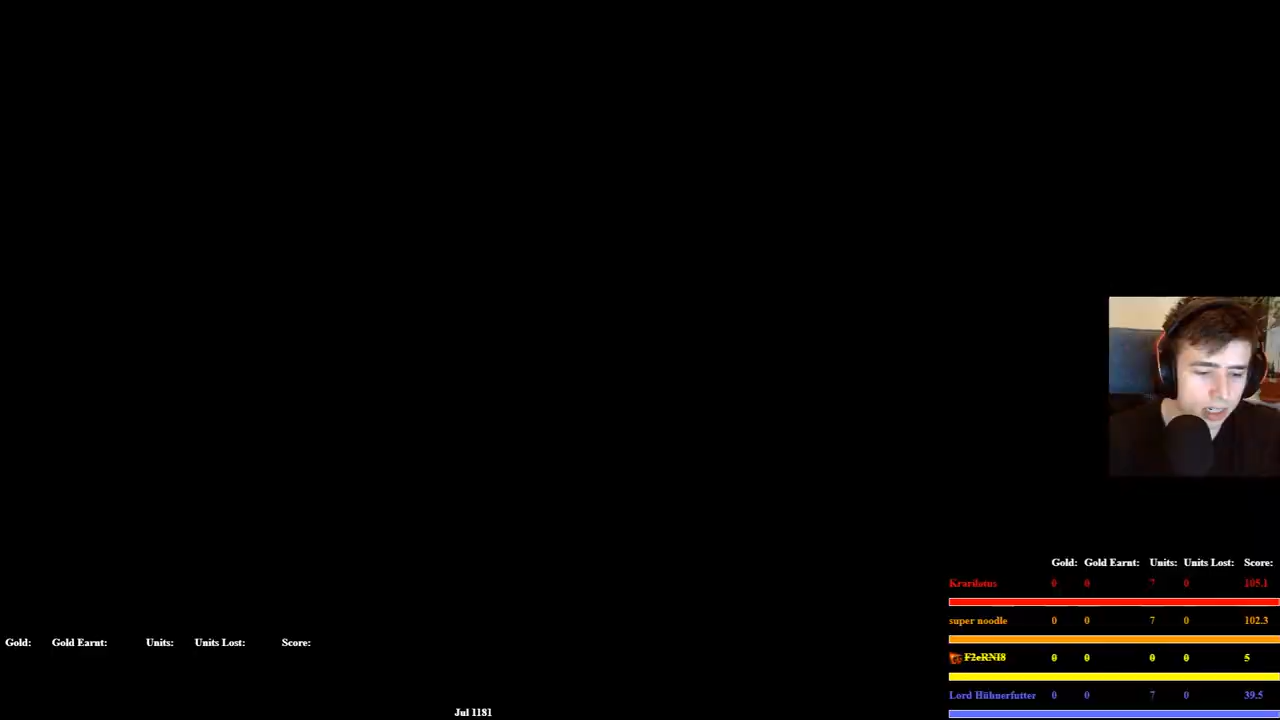 Gold: Gold Earnt: Units: Units Lost: Score:
Krarilotus 0 0 7 0 105.1
super noodle 0 0 7 0 102.3
F2eRNI8 0 0 0 0 5
Lord Hühnerfutter 0 0 7 0 39.5
Gold: Gold Earnt: Units: Units Lost: Score:
Jul 1181